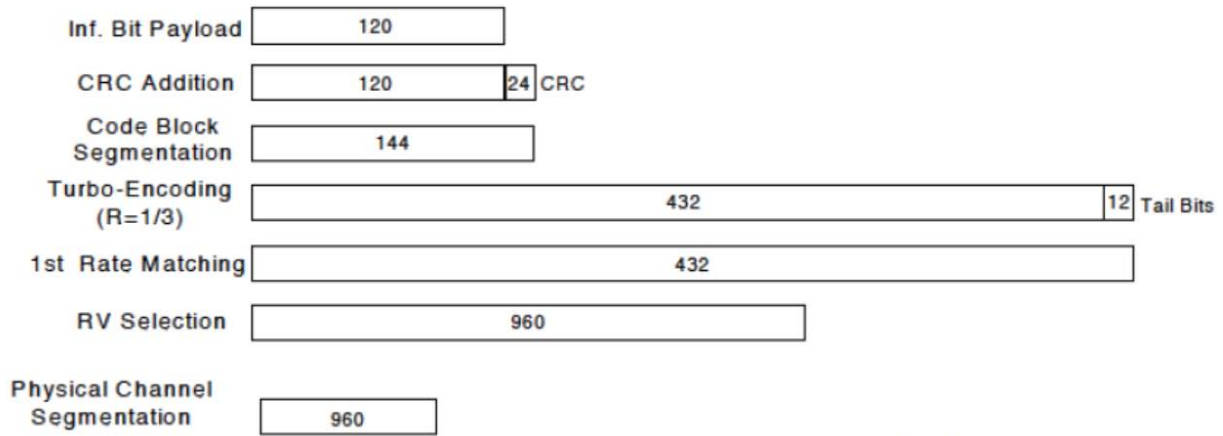 Inf. Bit Payload 120
CRC Addition 120 24 CRC
Code Block
Segmentation 144
Turbo-Encoding
(R=1/3) 432 12 Tail Bits
1st Rate Matching 432
RV Selection 960
Physical Channel
Segmentation 960